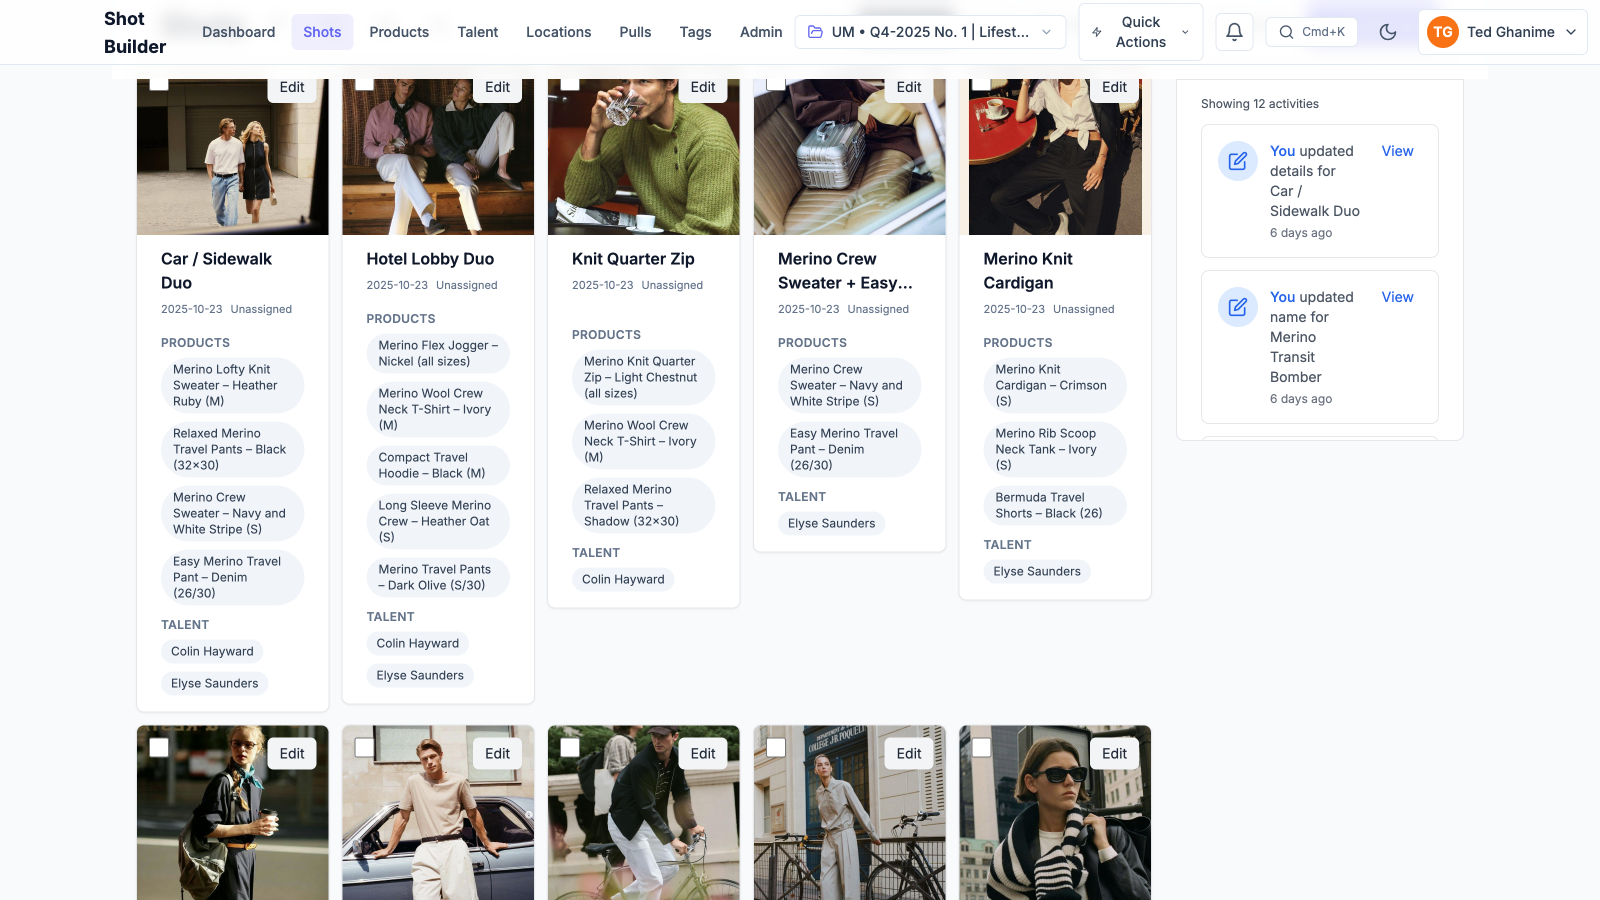 Shot
Builder
Dashboard
Shots
Products
Talent
Locations
Pulls
Tags
Admin
UM • Q4-2025 No. 1 | Lifest...
Quick
Actions
Cmd+K
TG
Ted Ghanime
Edit
Edit
Edit
Edit
Edit
Car / Sidewalk
Duo
2025-10-23 Unassigned
PRODUCTS
Merino Lofty Knit
Sweater – Heather
Ruby (M)
Relaxed Merino
Travel Pants – Black
(32×30)
Merino Crew
Sweater – Navy and
White Stripe (S)
Easy Merino Travel
Pant – Denim
(26/30)
TALENT
Colin Hayward
Elyse Saunders
Hotel Lobby Duo
2025-10-23 Unassigned
PRODUCTS
Merino Flex Jogger –
Nickel (all sizes)
Merino Wool Crew
Neck T-Shirt – Ivory
(M)
Compact Travel
Hoodie – Black (M)
Long Sleeve Merino
Crew – Heather Oat
(S)
Merino Travel Pants
– Dark Olive (S/30)
TALENT
Colin Hayward
Elyse Saunders
Knit Quarter Zip
2025-10-23 Unassigned
PRODUCTS
Merino Knit Quarter
Zip – Light Chestnut
(all sizes)
Merino Wool Crew
Neck T-Shirt – Ivory
(M)
Relaxed Merino
Travel Pants –
Shadow (32×30)
TALENT
Colin Hayward
Merino Crew
Sweater + Easy...
2025-10-23 Unassigned
PRODUCTS
Merino Crew
Sweater – Navy and
White Stripe (S)
Easy Merino Travel
Pant – Denim
(26/30)
TALENT
Elyse Saunders
Merino Knit
Cardigan
2025-10-23 Unassigned
PRODUCTS
Merino Knit
Cardigan – Crimson
(S)
Merino Rib Scoop
Neck Tank – Ivory
(S)
Bermuda Travel
Shorts – Black (26)
TALENT
Elyse Saunders
Showing 12 activities
You updated
details for
Car /
Sidewalk Duo
6 days ago
View
You updated
name for
Merino
Transit
Bomber
6 days ago
View
Edit
Edit
Edit
Edit
Edit